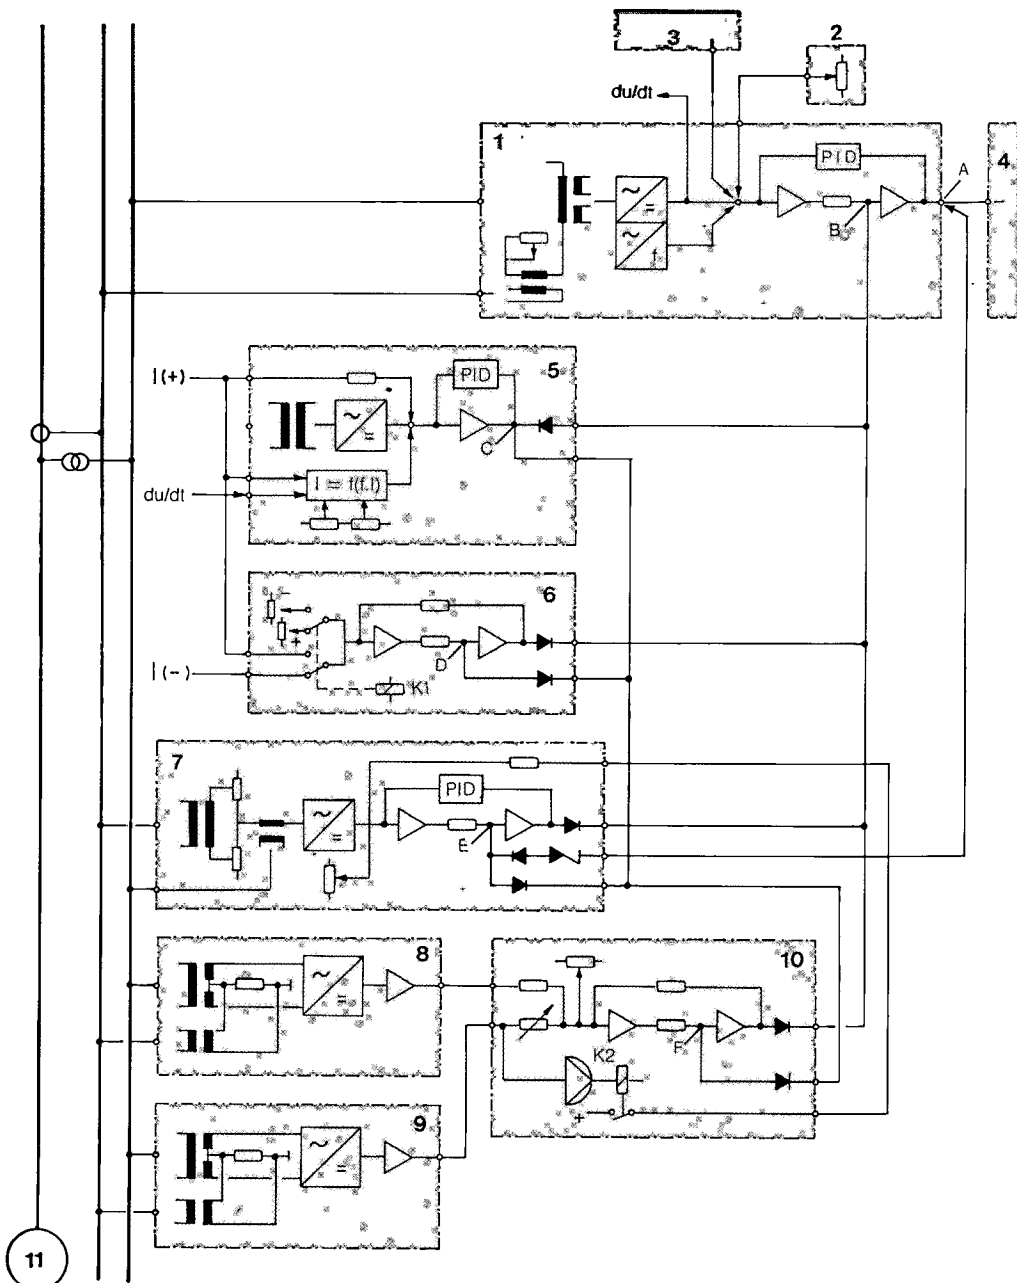 3
2
du/dt
1
PID
A
4
~
=
B
~
f
I(+)
5
PID
~
=
C
I = f(f.I)
du/dt
6
-
+
D
I(-)
K1
7
PID
~
=
E
8
~
=
10
F
K2
+
9
~
=
11